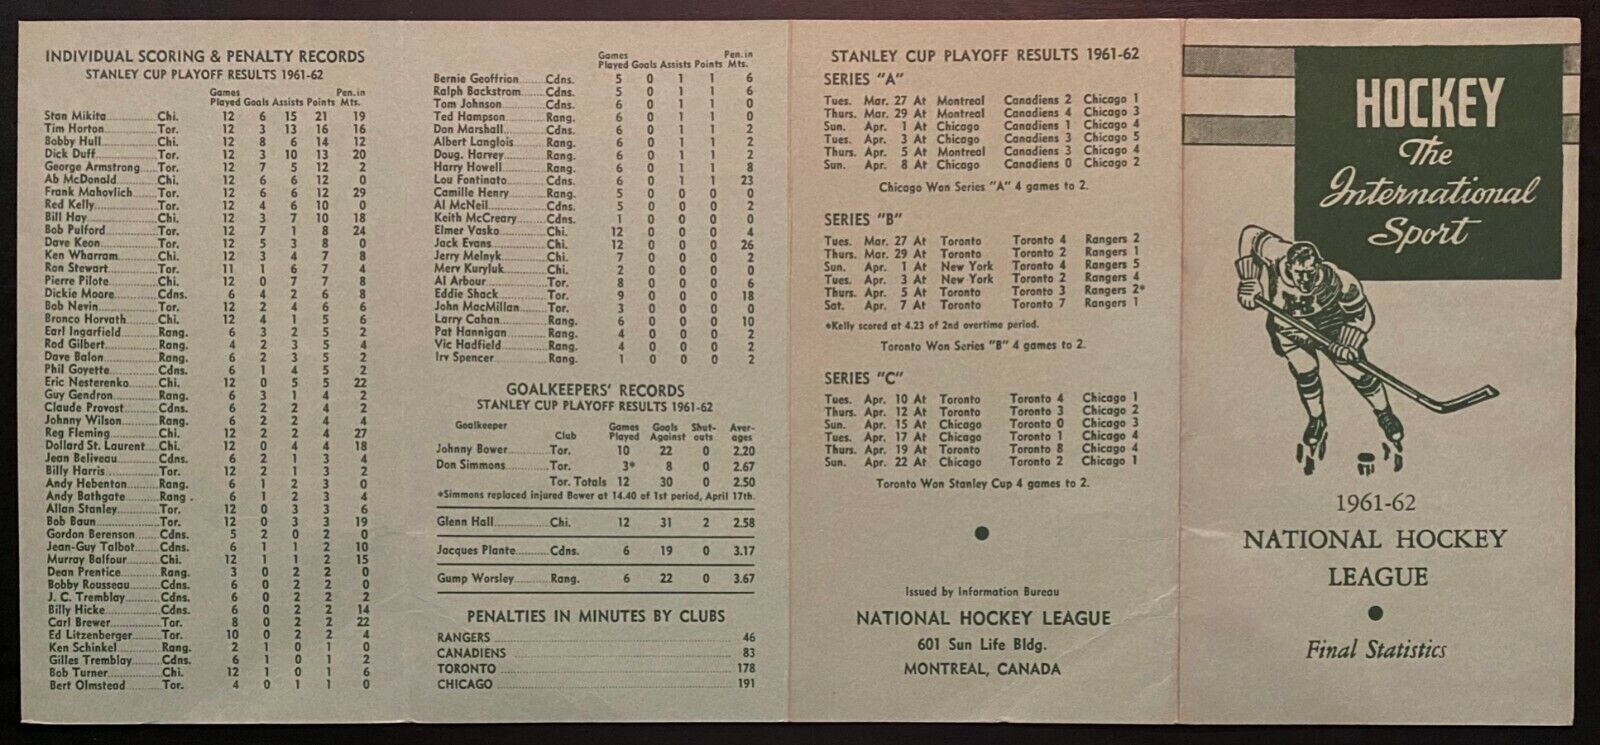 INDIVIDUAL SCORING & PENALTY RECORDS
STANLEY CUP PLAYOFF RESULTS 1961-62
Games Pen.in
Played Goals Assists Points Mts.
Stan Mikita Chi. 12 6 15 21 19
Tim Horton Tor. 12 3 13 16 16
Bobby Hull Chi. 12 8 6 14 12
Dick Duff Tor. 12 3 10 13 20
George Armstrong Tor. 12 7 5 12 2
Ab McDonald Chi. 12 6 6 12 0
Frank Mahovlich Tor. 12 6 6 12 29
Red Kelly Tor. 12 4 6 10 0
Bill Hay Chi. 12 3 7 10 18
Bob Pulford Tor. 12 7 1 8 24
Dave Keon Tor. 12 5 3 8 0
Ken Wharram Chi. 12 3 4 7 8
Ron Stewart Tor. 11 1 6 7 4
Pierre Pilote Chi. 12 0 7 7 8
Dickie Moore Cdns. 6 4 2 6 8
Bob Nevin Tor. 12 2 4 6 6
Bronco Horvath Chi. 12 4 1 5 6
Earl Ingarfield Rang. 6 3 2 5 2
Rod Gilbert Rang. 4 2 3 5 4
Dave Balon Rang. 6 2 3 5 2
Phil Goyette Cdns. 6 1 4 5 2
Eric Nesterenko Chi. 12 0 5 5 22
Guy Gendron Rang. 6 3 1 4 2
Claude Provost Cdns. 6 2 2 4 2
Johnny Wilson Rang. 6 2 2 4 4
Reg Fleming Chi. 12 2 2 4 27
Dollard St. Laurent Chi. 12 0 4 4 18
Jean Beliveau Cdns. 6 2 1 3 4
Billy Harris Tor. 12 2 1 3 2
Andy Hebenton Rang. 6 1 2 3 0
Andy Bathgate Rang. 6 1 2 3 4
Allan Stanley Tor. 12 0 3 3 6
Bob Baun Tor. 12 0 3 3 19
Gordon Berenson Cdns. 5 2 0 2 0
Jean-Guy Talbot Cdns. 6 1 1 2 10
Murray Balfour Chi. 12 1 1 2 15
Dean Prentice Rang. 3 0 2 2 0
Bobby Rousseau Cdns. 6 0 2 2 0
J. C. Tremblay Cdns. 6 0 2 2 2
Billy Hicke Cdns. 6 0 2 2 14
Carl Brewer Tor. 8 0 2 2 22
Ed Litzenberger Tor. 10 0 2 2 4
Ken Schinkel Rang. 2 1 0 1 0
Gilles Tremblay Cdns. 6 1 0 1 2
Bob Turner Chi. 12 1 0 1 6
Bert Olmstead Tor. 4 0 1 1 0
Games Pen.in
Played Goals Assists Points Mts.
Bernie Geoffrion Cdns. 5 0 1 1 6
Ralph Backstrom Cdns. 5 0 1 1 6
Tom Johnson Cdns. 6 0 1 1 0
Ted Hampson Rang. 6 0 1 1 0
Don Marshall Cdns. 6 0 1 1 2
Albert Langlois Rang. 6 0 1 1 2
Doug. Harvey Rang. 6 0 1 1 2
Harry Howell Rang. 6 0 1 1 8
Lou Fontinato Cdns. 6 0 1 1 23
Camille Henry Rang. 5 0 0 0 0
Al McNeil Cdns. 5 0 0 0 2
Keith McCreary Cdns. 1 0 0 0 0
Elmer Vasko Chi. 12 0 0 0 4
Jack Evans Chi. 12 0 0 0 26
Jerry Melnyk Chi. 7 0 0 0 2
Merv Kuryluk Chi. 2 0 0 0 0
Al Arbour Tor. 8 0 0 0 6
Eddie Shack Tor. 9 0 0 0 18
John MacMillan Tor. 3 0 0 0 0
Larry Cahan Rang. 6 0 0 0 10
Pat Hannigan Rang. 4 0 0 0 2
Vic Hadfield Rang. 4 0 0 0 2
Irv Spencer Rang. 1 0 0 0 0
GOALKEEPERS' RECORDS
STANLEY CUP PLAYOFF RESULTS 1961-62
Goalkeeper Games Goals Shut- Aver-
Club Played Against outs ages
Johnny Bower Tor. 10 22 0 2.20
Don Simmons Tor. 3* 8 0 2.67
Tor. Totals 12 30 0 2.50
*Simmons replaced injured Bower at 14.40 of 1st period, April 17th.
Glenn Hall Chi. 12 31 2 2.58
Jacques Plante Cdns. 6 19 0 3.17
Gump Worsley Rang. 6 22 0 3.67
PENALTIES IN MINUTES BY CLUBS
RANGERS 46
CANADIENS 83
TORONTO 178
CHICAGO 191
STANLEY CUP PLAYOFF RESULTS 1961-62
SERIES "A"
Tues. Mar. 27 At Montreal Canadiens 2 Chicago 1
Thurs. Mar. 29 At Montreal Canadiens 4 Chicago 3
Sun. Apr. 1 At Chicago Canadiens 1 Chicago 4
Tues. Apr. 3 At Chicago Canadiens 3 Chicago 5
Thurs. Apr. 5 At Montreal Canadiens 3 Chicago 4
Sun. Apr. 8 At Chicago Canadiens 0 Chicago 2
Chicago Won Series "A" 4 games to 2.
SERIES "B"
Tues. Mar. 27 At Toronto Toronto 4 Rangers 2
Thurs. Mar. 29 At Toronto Toronto 2 Rangers 1
Sun. Apr. 1 At New York Toronto 4 Rangers 5
Tues. Apr. 3 At New York Toronto 2 Rangers 4
Thurs. Apr. 5 At Toronto Toronto 3 Rangers 2*
Sat. Apr. 7 At Toronto Toronto 7 Rangers 1
*Kelly scored at 4.23 of 2nd overtime period.
Toronto Won Series "B" 4 games to 2.
SERIES "C"
Tues. Apr. 10 At Toronto Toronto 4 Chicago 1
Thurs. Apr. 12 At Toronto Toronto 3 Chicago 2
Sun. Apr. 15 At Chicago Toronto 0 Chicago 3
Tues. Apr. 17 At Chicago Toronto 1 Chicago 4
Thurs. Apr. 19 At Toronto Toronto 8 Chicago 4
Sun. Apr. 22 At Chicago Toronto 2 Chicago 1
Toronto Won Stanley Cup 4 games to 2.
Issued by Information Bureau
NATIONAL HOCKEY LEAGUE
601 Sun Life Bldg.
MONTREAL, CANADA
HOCKEY
The
International
Sport
1961-62
NATIONAL HOCKEY
LEAGUE
Final Statistics